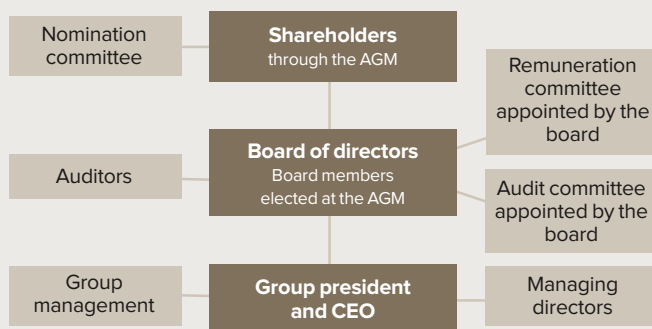 Nomination
committee
Shareholders
through the AGM
Remuneration
committee
appointed by the
board
Auditors
Board of directors
Board members
elected at the AGM
Audit committee
appointed by the
board
Group
management
Group president
and CEO
Managing
directors